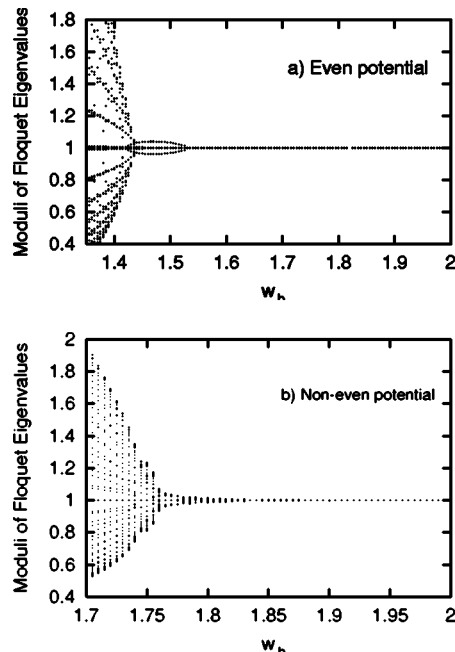 Moduli of Floquet Eigenvalues
1.8
1.6
1.4
1.2
1
0.8
0.6
0.4
a) Even potential
1.4 1.5 1.6 1.7 1.8 1.9 2
Moduli of Floquet Eigenvalues
2
1.8
1.6
1.4
1.2
1
0.8
0.6
0.4
b) Non-even potential
1.7 1.75 1.8 1.85 1.9 1.95 2